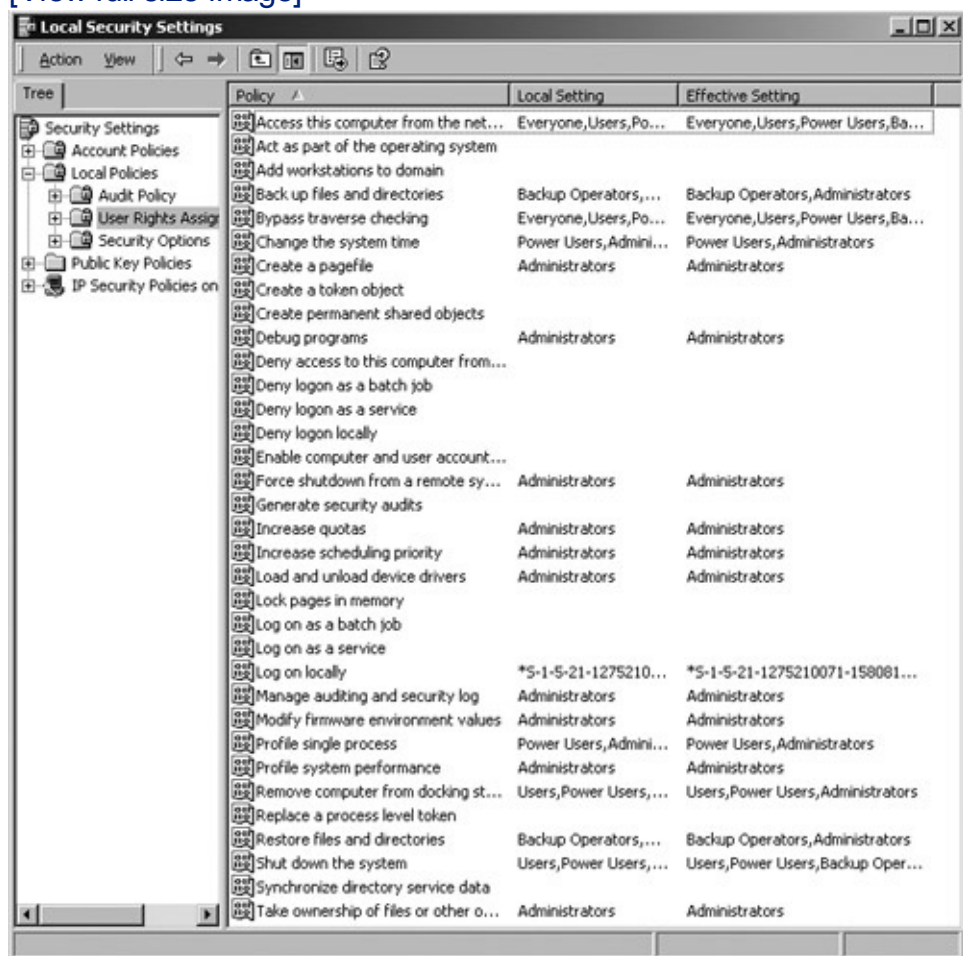 [View full size image]
Local Security Settings
Action View
Tree
Policy Local Setting Effective Setting
Security Settings
Account Policies
Local Policies
Audit Policy
User Rights Assigr
Security Options
Public Key Policies
IP Security Policies on
Access this computer from the net... Everyone,Users,Po... Everyone,Users,Power Users,Ba...
Act as part of the operating system
Add workstations to domain
Back up files and directories Backup Operators,... Backup Operators,Administrators
Bypass traverse checking Everyone,Users,Po... Everyone,Users,Power Users,Ba...
Change the system time Power Users,Admini... Power Users,Administrators
Create a pagefile Administrators Administrators
Create a token object
Create permanent shared objects
Debug programs Administrators Administrators
Deny access to this computer from...
Deny logon as a batch job
Deny logon as a service
Deny logon locally
Enable computer and user account...
Force shutdown from a remote sy... Administrators Administrators
Generate security audits
Increase quotas Administrators Administrators
Increase scheduling priority Administrators Administrators
Load and unload device drivers Administrators Administrators
Lock pages in memory
Log on as a batch job
Log on as a service
Log on locally *S-1-5-21-1275210... *S-1-5-21-1275210071-158081...
Manage auditing and security log Administrators Administrators
Modify firmware environment values Administrators Administrators
Profile single process Power Users,Admini... Power Users,Administrators
Profile system performance Administrators Administrators
Remove computer from docking st... Users,Power Users,... Users,Power Users,Administrators
Replace a process level token
Restore files and directories Backup Operators,... Backup Operators,Administrators
Shut down the system Users,Power Users,... Users,Power Users,Backup Oper...
Synchronize directory service data
Take ownership of files or other o... Administrators Administrators